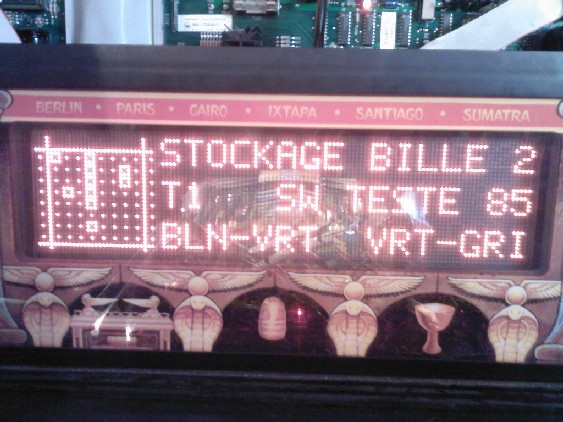 BERLIN • PARIS • CAIRO • IXTAPA • SANTIAGO • SUMATRA
STOCKAGE BILLE 2
T1 SW TESTE 85
BLN-VRT VRT-GRI